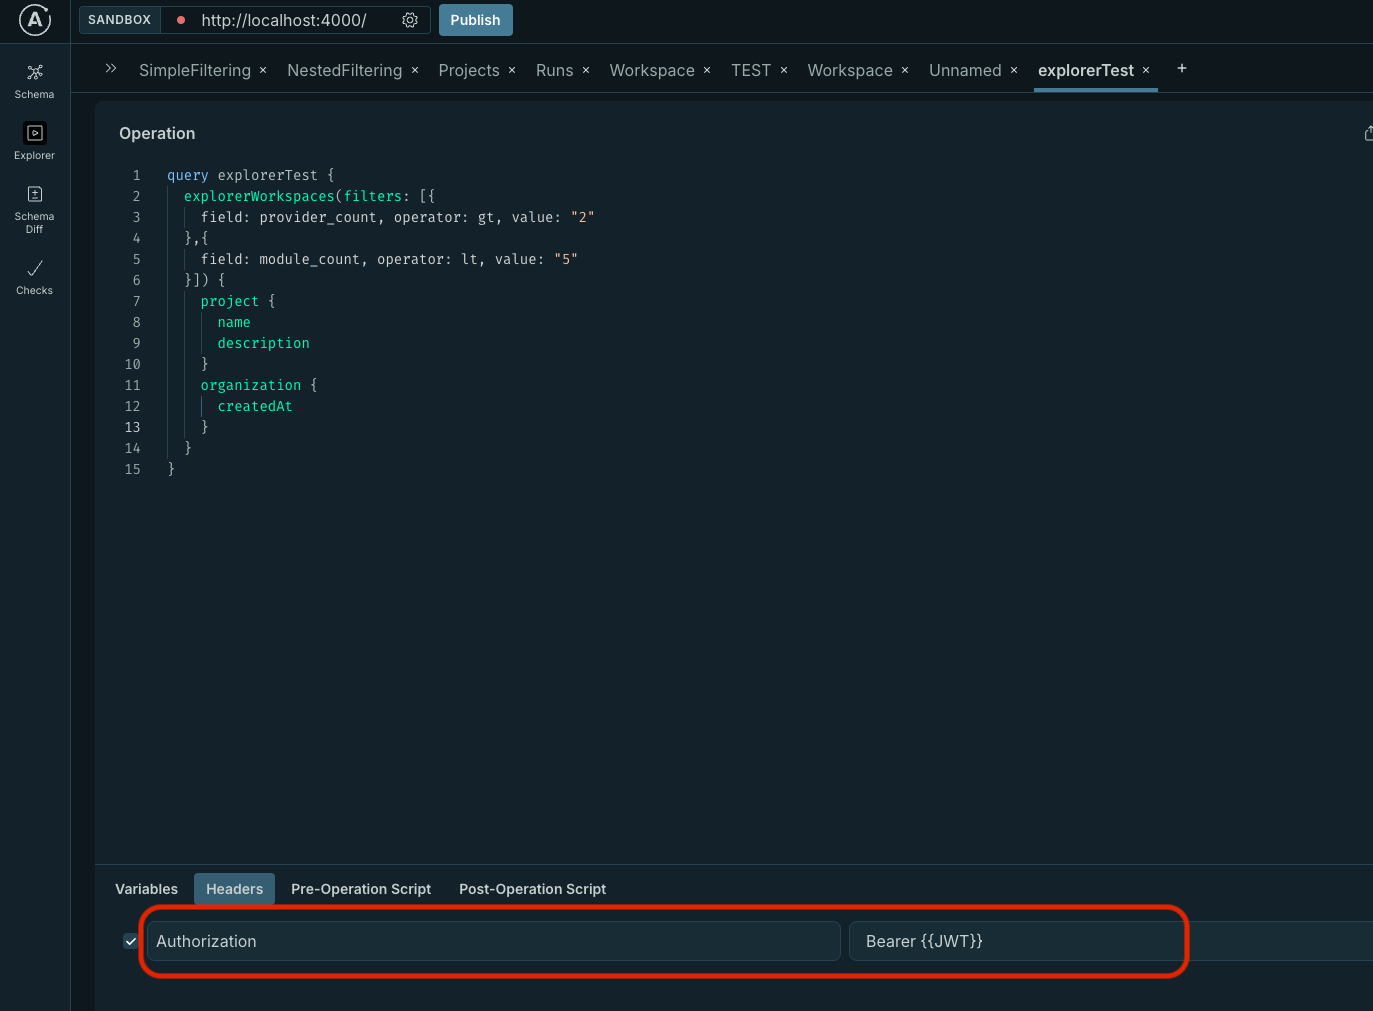 A
SANDBOX
http://localhost:4000/
Publish
Schema
Explorer
Schema
Diff
Checks
SimpleFiltering ×
NestedFiltering ×
Projects ×
Runs ×
Workspace ×
TEST ×
Workspace ×
Unnamed ×
explorerTest ×
+
Operation
1 query explorerTest {
2 explorerWorkspaces(filters: [{
3 field: provider_count, operator: gt, value: "2"
4 },{
5 field: module_count, operator: lt, value: "5"
6 }]) {
7 project {
8 name
9 description
10 }
11 organization {
12 createdAt
13 }
14 }
15 }
Variables
Headers
Pre-Operation Script
Post-Operation Script
Authorization
Bearer {{JWT}}